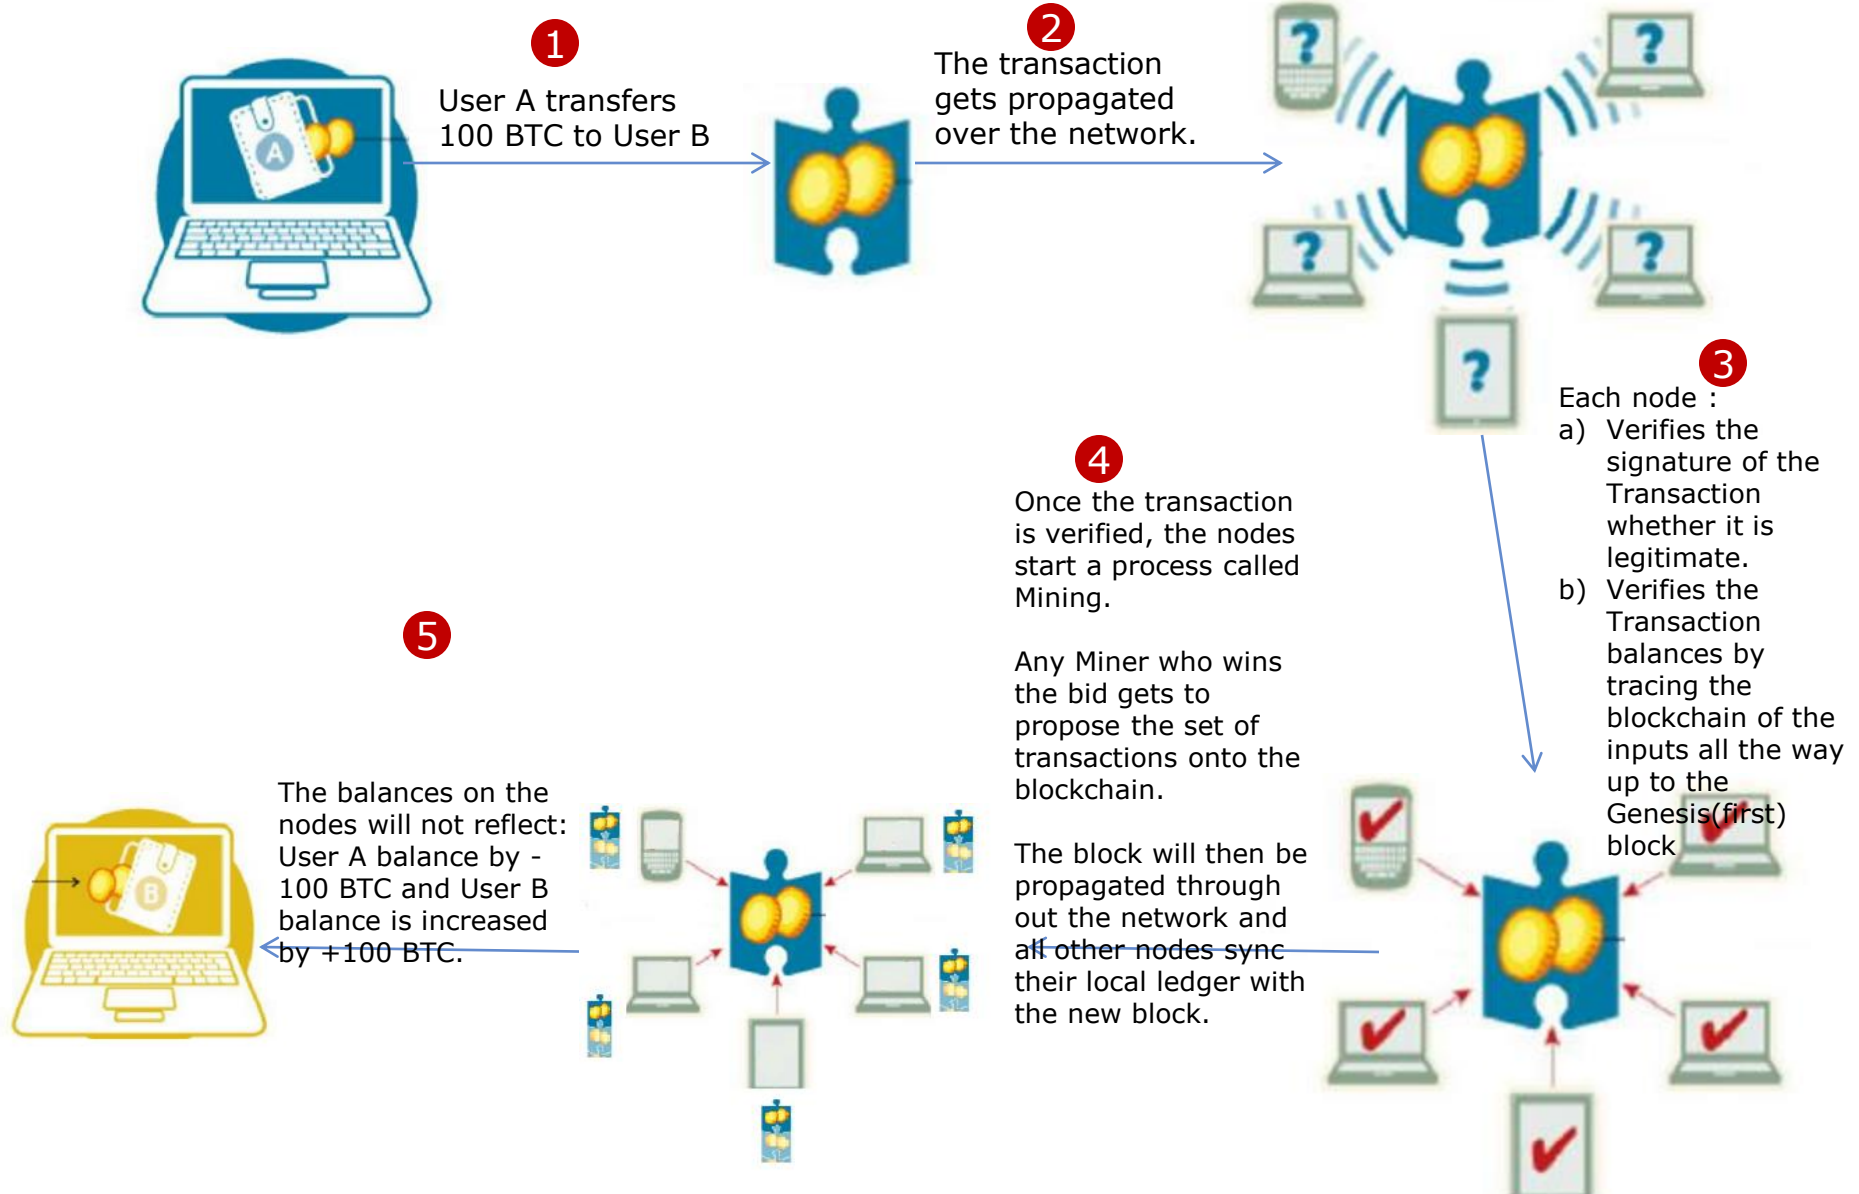 1
User A transfers
100 BTC to User B
A
2
The transaction
gets propagated
over the network.
?
?
?
?
?
3
Each node :
a) Verifies the
signature of the
Transaction
whether it is
legitimate.
b) Verifies the
Transaction
balances by
tracing the
blockchain of the
inputs all the way
up to the
Genesis(first)
block
4
Once the transaction
is verified, the nodes
start a process called
Mining.
Any Miner who wins
the bid gets to
propose the set of
transactions onto the
blockchain.
The block will then be
propagated through
out the network and
all other nodes sync
their local ledger with
the new block.
5
The balances on the
nodes will not reflect:
User A balance by -
100 BTC and User B
balance is increased
by +100 BTC.
B